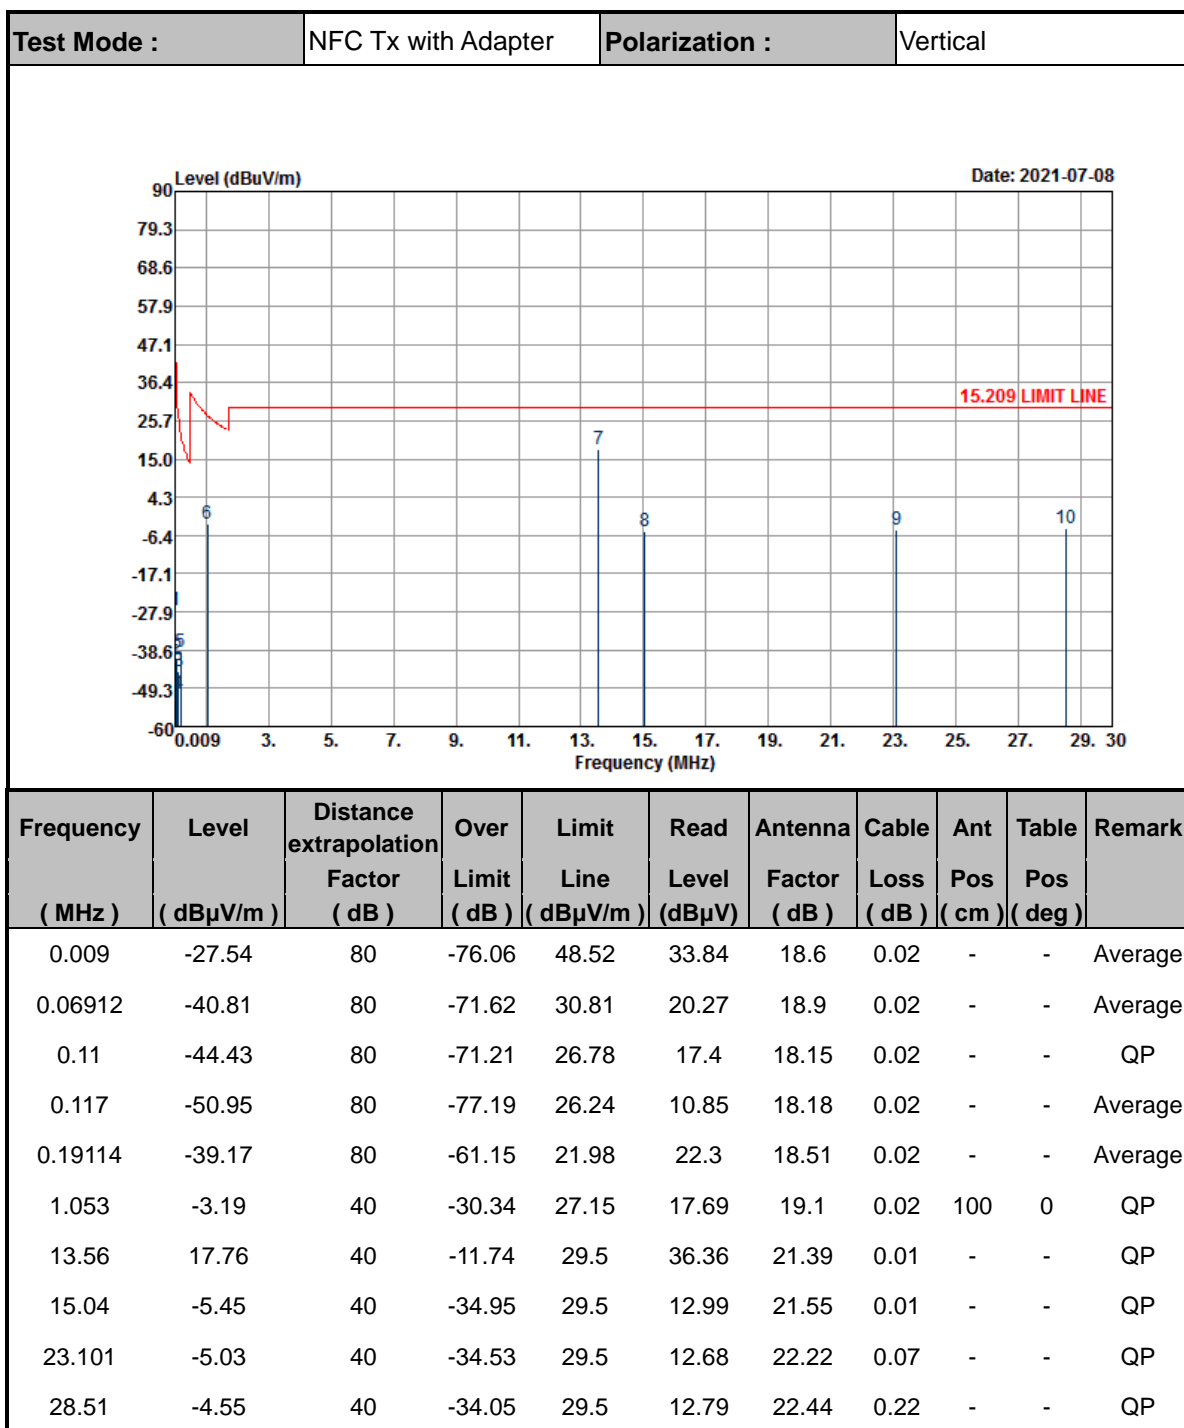 Test Mode : NFC Tx with Adapter Polarization : Vertical
Level (dBuV/m) Date: 2021-07-08
90
79.3
68.6
57.9
47.1
36.4
15.209 LIMIT LINE
25.7
7
15.0
4.3
6 8 9 10
-6.4
-17.1
-27.9
5
-38.6
-49.3
-60
0.009 3. 5. 7. 9. 11. 13. 15. 17. 19. 21. 23. 25. 27. 29. 30
Frequency (MHz)
Frequency Level Distance extrapolation Over Limit Read Antenna Cable Ant Table Remark
Factor Limit Line Level Factor Loss Pos Pos
( MHz ) ( dBµV/m ) ( dB ) ( dB ) ( dBµV/m ) (dBµV) ( dB ) ( dB ) ( cm ) ( deg )
0.009 -27.54 80 -76.06 48.52 33.84 18.6 0.02 - - Average
0.06912 -40.81 80 -71.62 30.81 20.27 18.9 0.02 - - Average
0.11 -44.43 80 -71.21 26.78 17.4 18.15 0.02 - - QP
0.117 -50.95 80 -77.19 26.24 10.85 18.18 0.02 - - Average
0.19114 -39.17 80 -61.15 21.98 22.3 18.51 0.02 - - Average
1.053 -3.19 40 -30.34 27.15 17.69 19.1 0.02 100 0 QP
13.56 17.76 40 -11.74 29.5 36.36 21.39 0.01 - - QP
15.04 -5.45 40 -34.95 29.5 12.99 21.55 0.01 - - QP
23.101 -5.03 40 -34.53 29.5 12.68 22.22 0.07 - - QP
28.51 -4.55 40 -34.05 29.5 12.79 22.44 0.22 - - QP